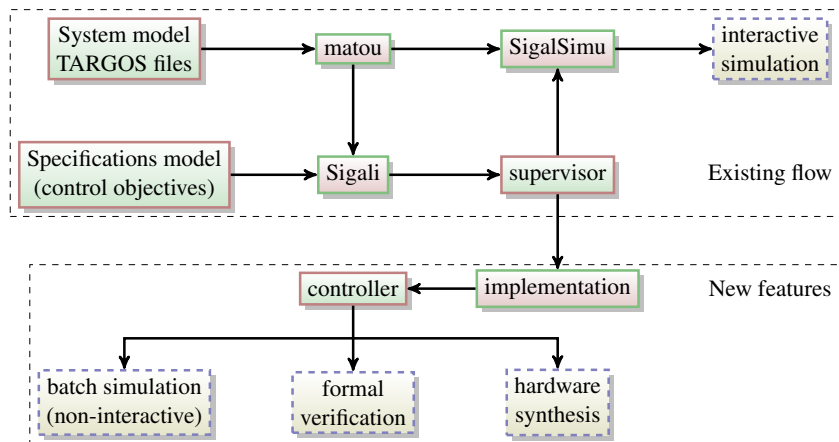 System model
TARGOS files
matou
SigalSimu
interactive
simulation
Specifications model
(control objectives)
Sigali
supervisor
Existing flow
controller
implementation
New features
batch simulation
(non-interactive)
formal
verification
hardware
synthesis